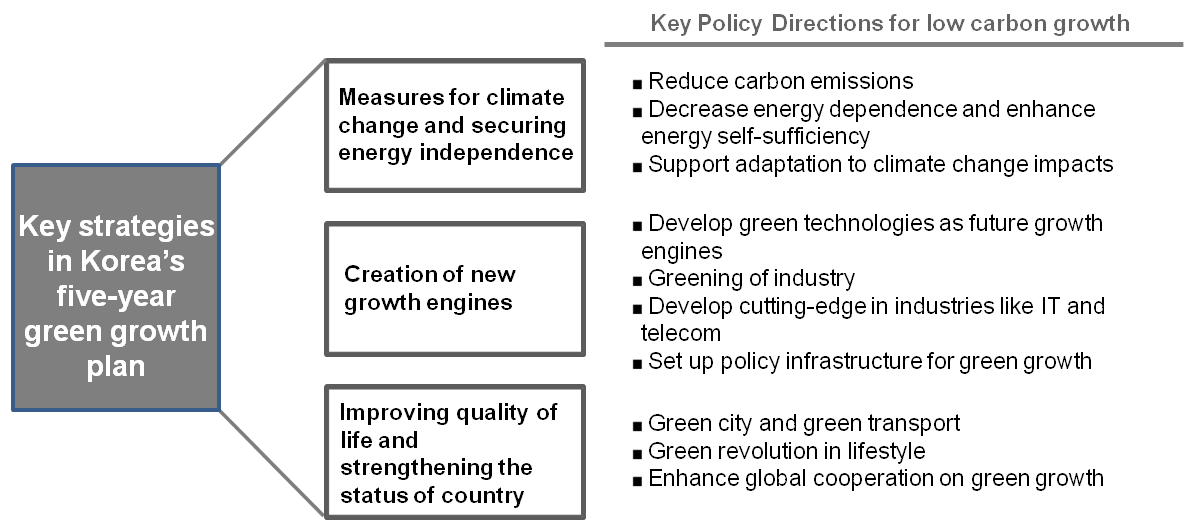 Key Policy Directions for low carbon growth
Key strategies
in Korea's
five-year
green growth
plan
Measures for climate
change and securing
energy independence
■ Reduce carbon emissions
■ Decrease energy dependence and enhance
energy self-sufficiency
■ Support adaptation to climate change impacts
Creation of new
growth engines
■ Develop green technologies as future growth
engines
■ Greening of industry
■ Develop cutting-edge in industries like IT and
telecom
■ Set up policy infrastructure for green growth
Improving quality of
life and
strengthening the
status of country
■ Green city and green transport
■ Green revolution in lifestyle
■ Enhance global cooperation on green growth